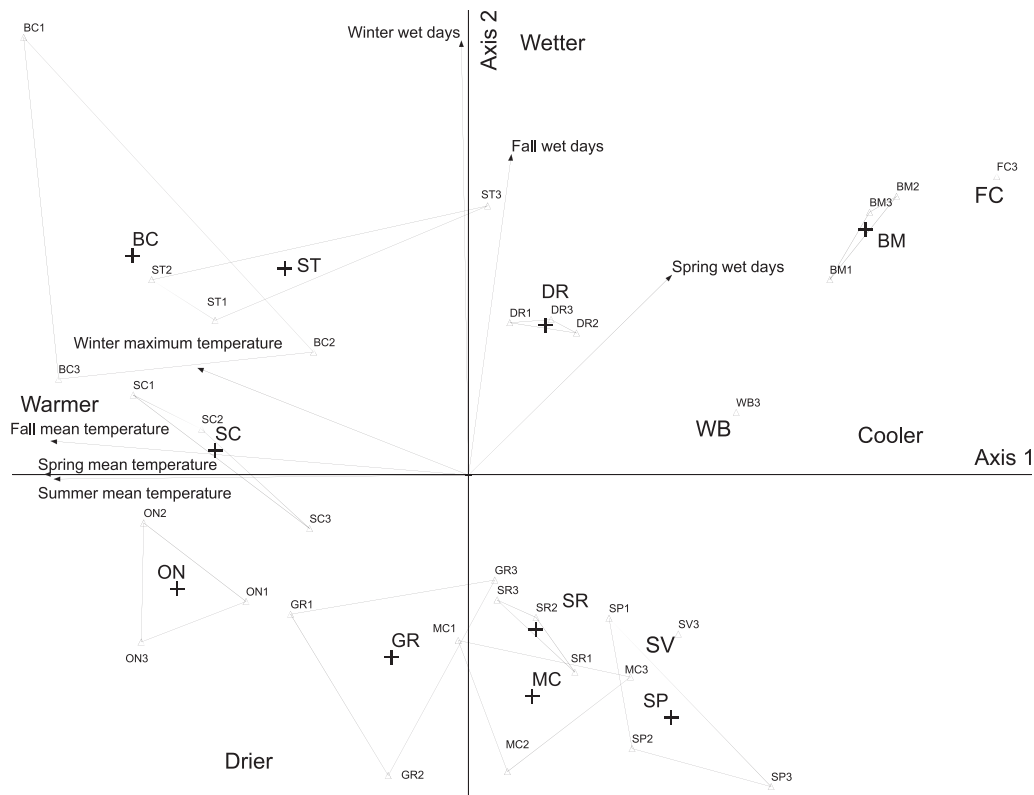 BC1
Winter wet days
Axis 2
Wetter
Fall wet days
FC3
BM2
FC
ST3
BM3
BC
BM
ST
ST2
Spring wet days
BM1
DR
ST1
DR1
DR3
DR2
Winter maximum temperature
BC2
BC3
SC1
Warmer
WB3
SC2
Fall mean temperature
SC
WB
Cooler
Axis 1
Spring mean temperature
Summer mean temperature
ON2
SC3
ON
GR3
ON1
SR3
GR1
SR2
SR
SP1
MC1
GR
SV
SV3
ON3
SR1
MC3
MC
SP
MC2
SP2
Drier
GR2
SP3